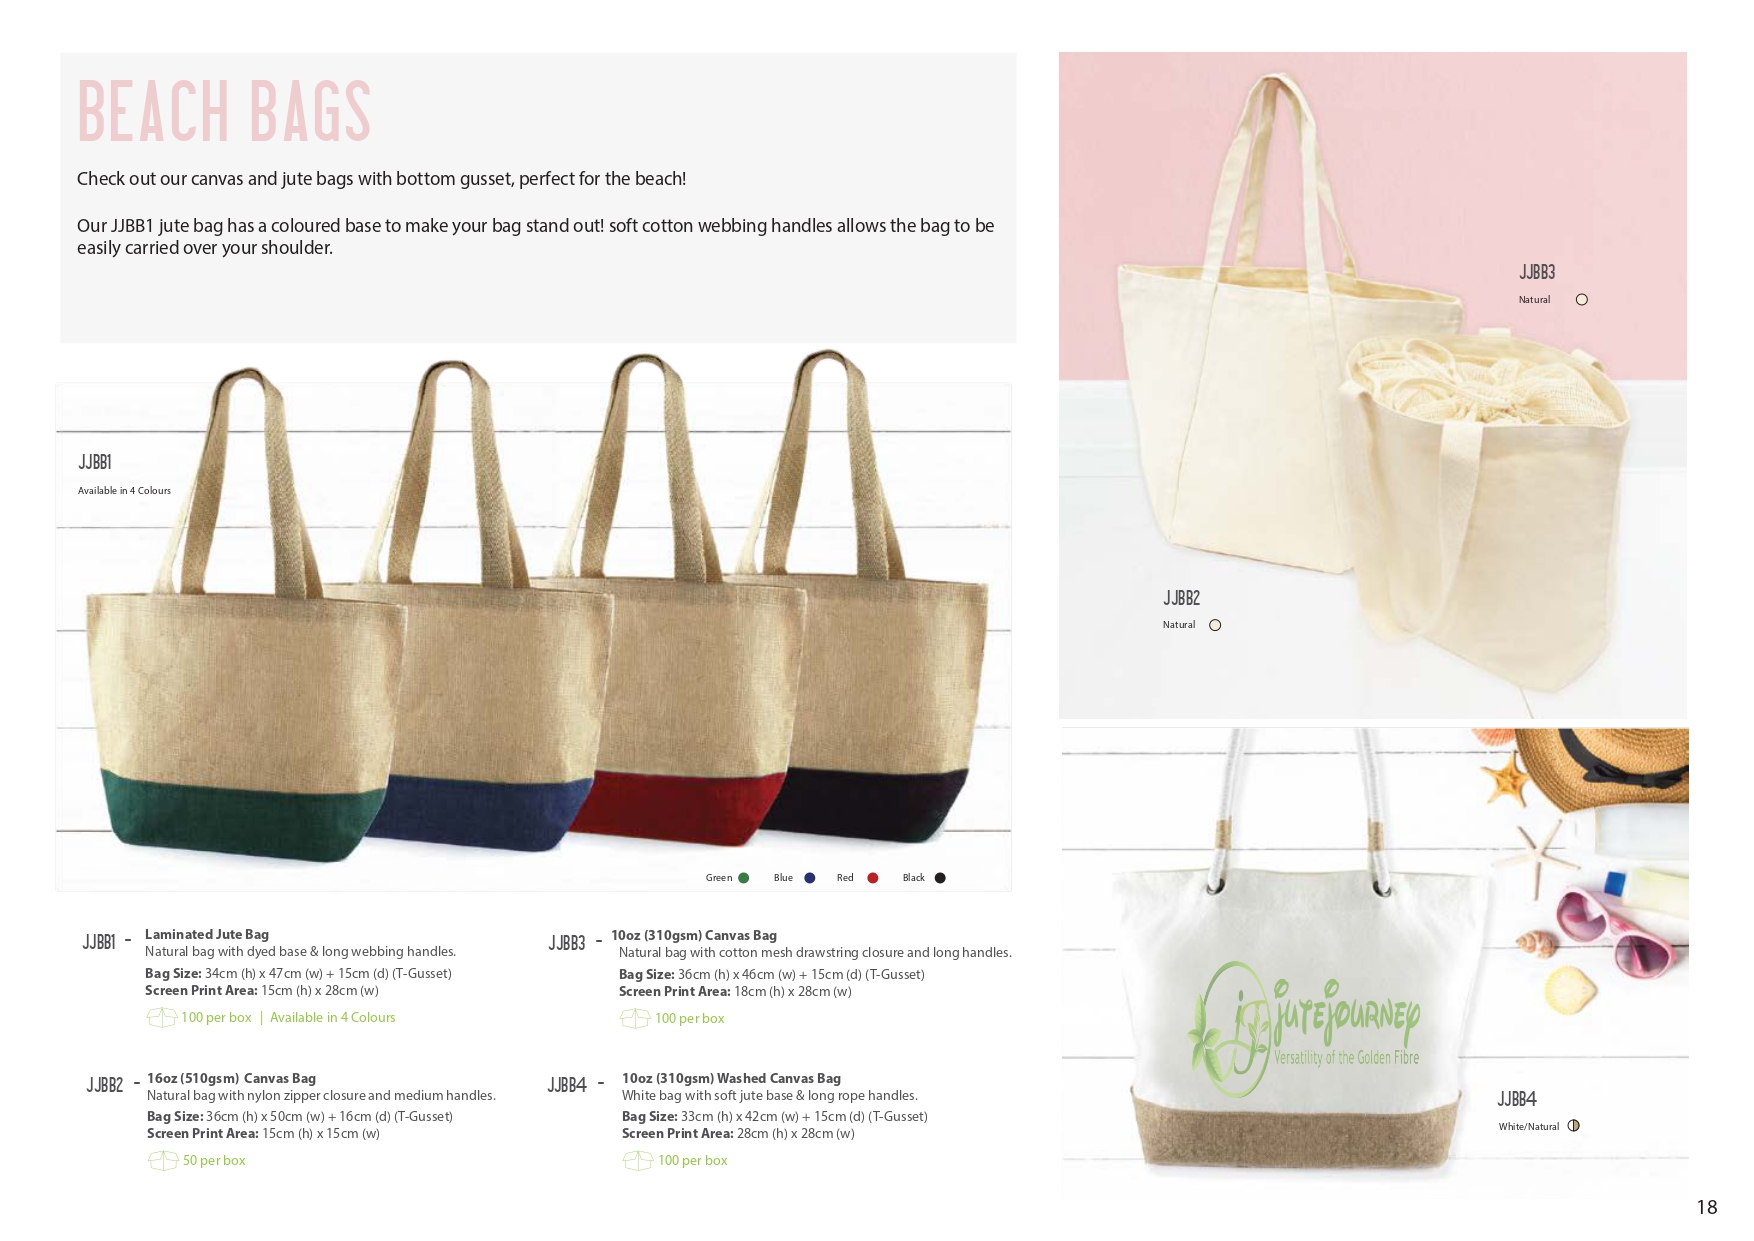 BEACH BAGS
Check out our canvas and jute bags with bottom gusset, perfect for the beach!
Our JJBB1 jute bag has a coloured base to make your bag stand out! soft cotton webbing handles allows the bag to be
easily carried over your shoulder.
JJBB1
Available in 4 Colours
Green Blue Red Black
JJBB3
Natural
JJBB2
Natural
jUTEjOURNEY
Versatility of the Golden Fibre
JJBB4
White/Natural
JJBB1 - Laminated Jute Bag
Natural bag with dyed base & long webbing handles.
Bag Size: 34cm (h) x 47cm (w) + 15cm (d) (T-Gusset)
Screen Print Area: 15cm (h) x 28cm (w)
100 per box | Available in 4 Colours
JJBB2 - 16oz (510gsm) Canvas Bag
Natural bag with nylon zipper closure and medium handles.
Bag Size: 36cm (h) x 50cm (w) + 16cm (d) (T-Gusset)
Screen Print Area: 15cm (h) x 15cm (w)
50 per box
JJBB3 - 10oz (310gsm) Canvas Bag
Natural bag with cotton mesh drawstring closure and long handles.
Bag Size: 36cm (h) x 46cm (w) + 15cm (d) (T-Gusset)
Screen Print Area: 18cm (h) x 28cm (w)
100 per box
JJBB4 - 10oz (310gsm) Washed Canvas Bag
White bag with soft jute base & long rope handles.
Bag Size: 33cm (h) x 42cm (w) + 15cm (d) (T-Gusset)
Screen Print Area: 28cm (h) x 28cm (w)
100 per box
18